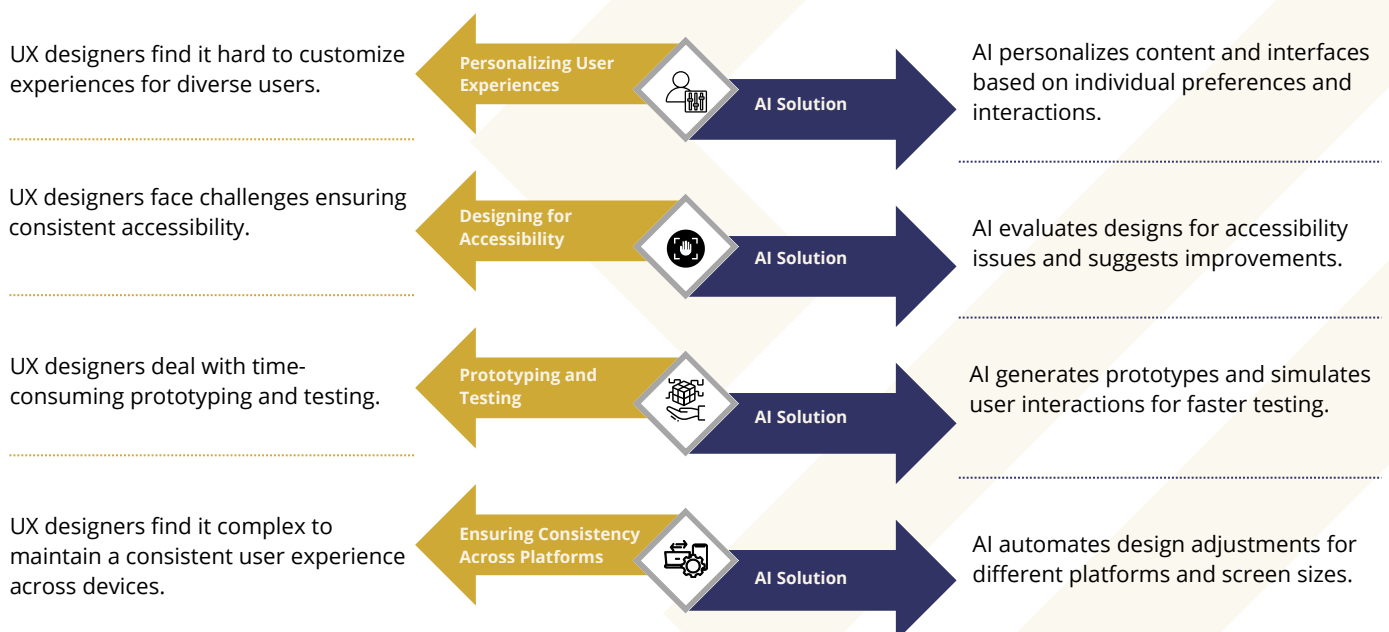 UX designers find it hard to customize
experiences for diverse users.
Personalizing User
Experiences
AI Solution
AI personalizes content and interfaces
based on individual preferences and
interactions.
UX designers face challenges ensuring
consistent accessibility.
Designing for
Accessibility
AI Solution
AI evaluates designs for accessibility
issues and suggests improvements.
UX designers deal with time-
consuming prototyping and testing.
Prototyping and
Testing
AI Solution
AI generates prototypes and simulates
user interactions for faster testing.
UX designers find it complex to
maintain a consistent user experience
across devices.
Ensuring Consistency
Across Platforms
AI Solution
AI automates design adjustments for
different platforms and screen sizes.